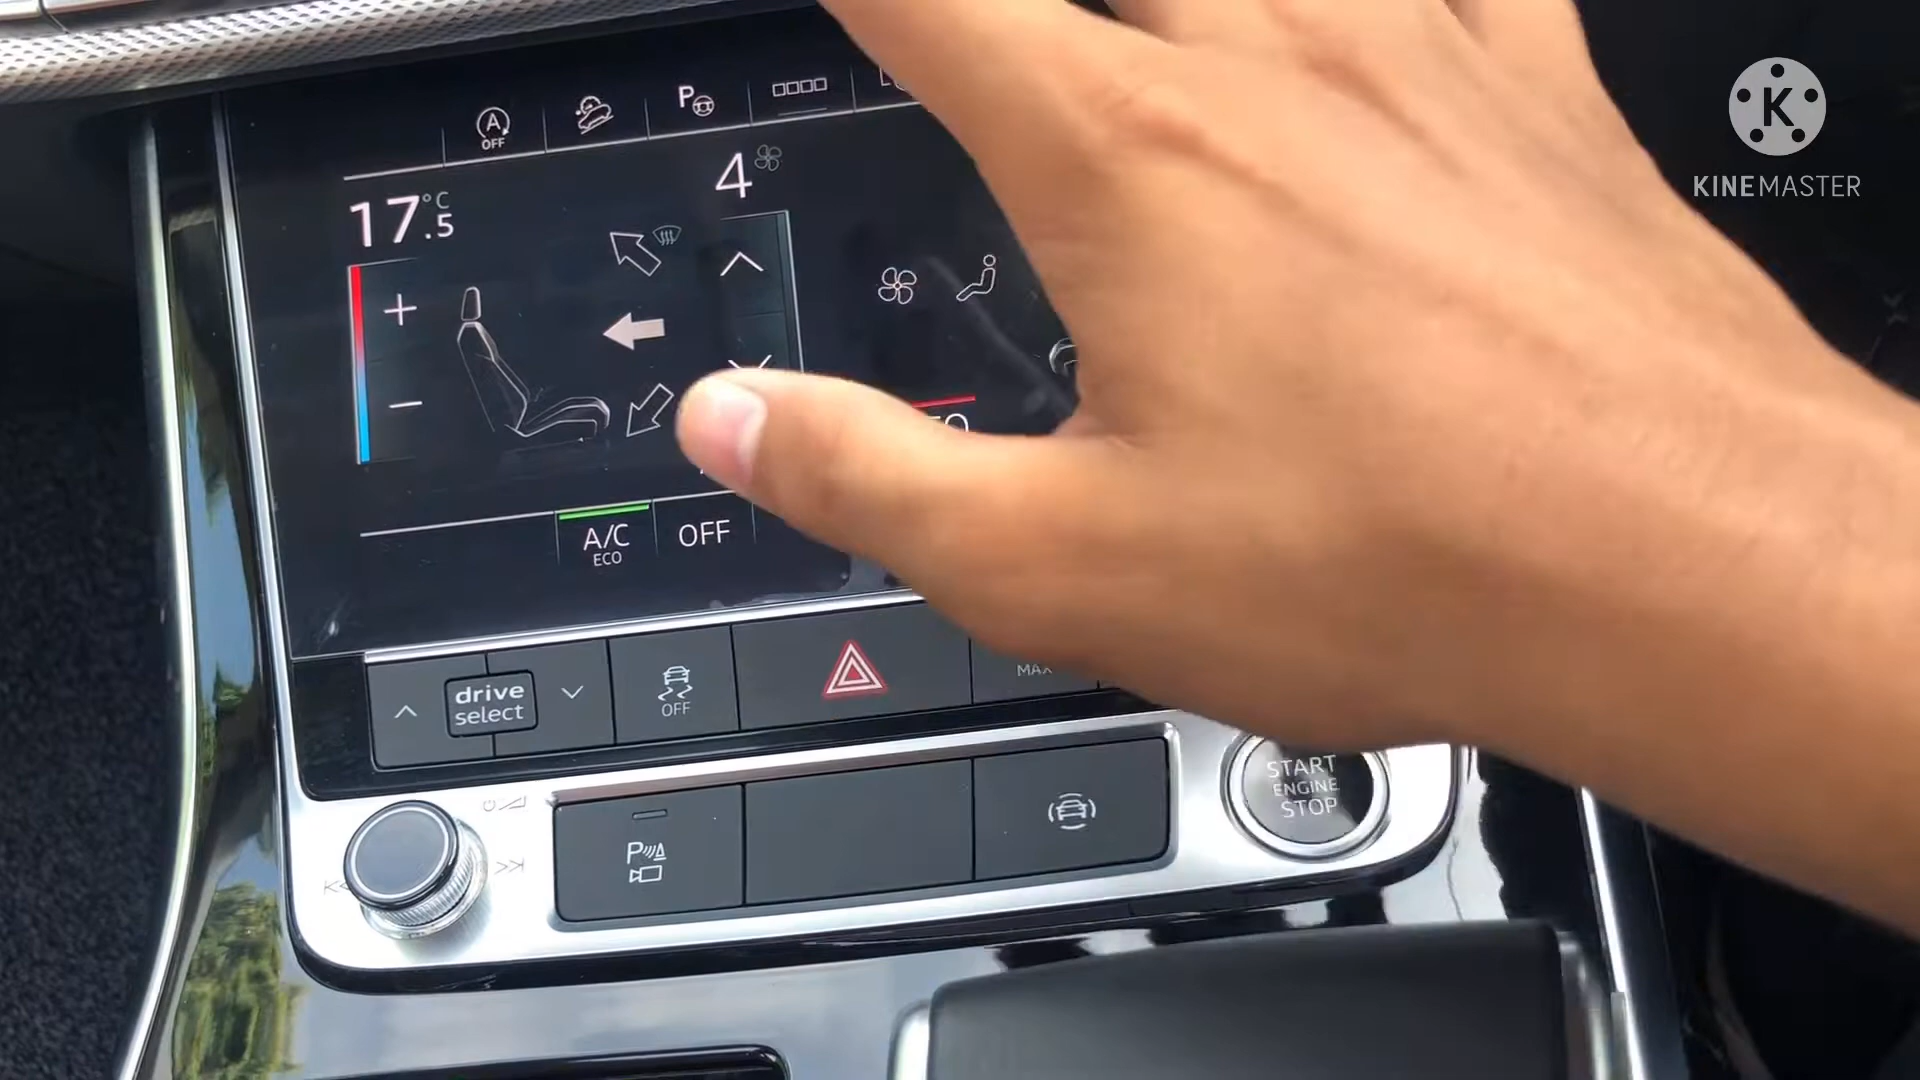 A
OFF
P
17.5 °C
4
A/C
ECO
OFF
drive
select
OFF
MAX
START
ENGINE
STOP
P
K
KINEMASTER